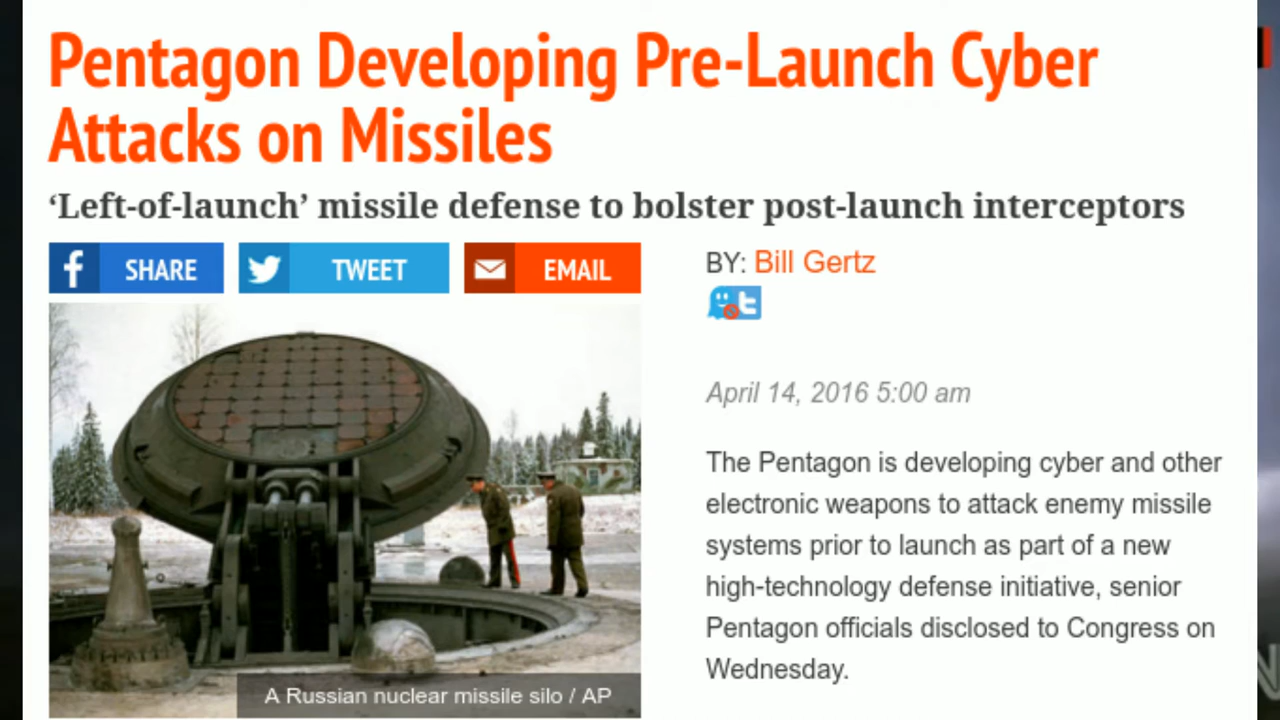 Pentagon Developing Pre-Launch Cyber
Attacks on Missiles
‘Left-of-launch’ missile defense to bolster post-launch interceptors
SHARE
TWEET
EMAIL
BY: Bill Gertz
April 14, 2016 5:00 am
The Pentagon is developing cyber and other
electronic weapons to attack enemy missile
systems prior to launch as part of a new
high-technology defense initiative, senior
Pentagon officials disclosed to Congress on
Wednesday.
A Russian nuclear missile silo / AP